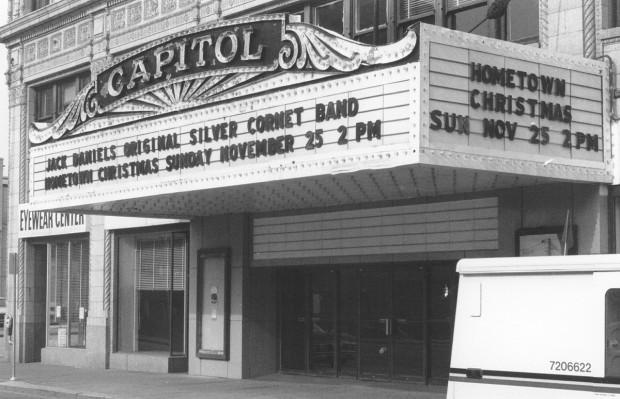 CAPITOL
JACK DANIELS ORIGINAL SILVER CORNET BAND
HOMETOWN CHRISTMAS SUNDAY NOVEMBER 25 2 PM
HOMETOWN
CHRISTMAS
SUN NOV 25 2 PM
EYEWEAR CENTER
7206622